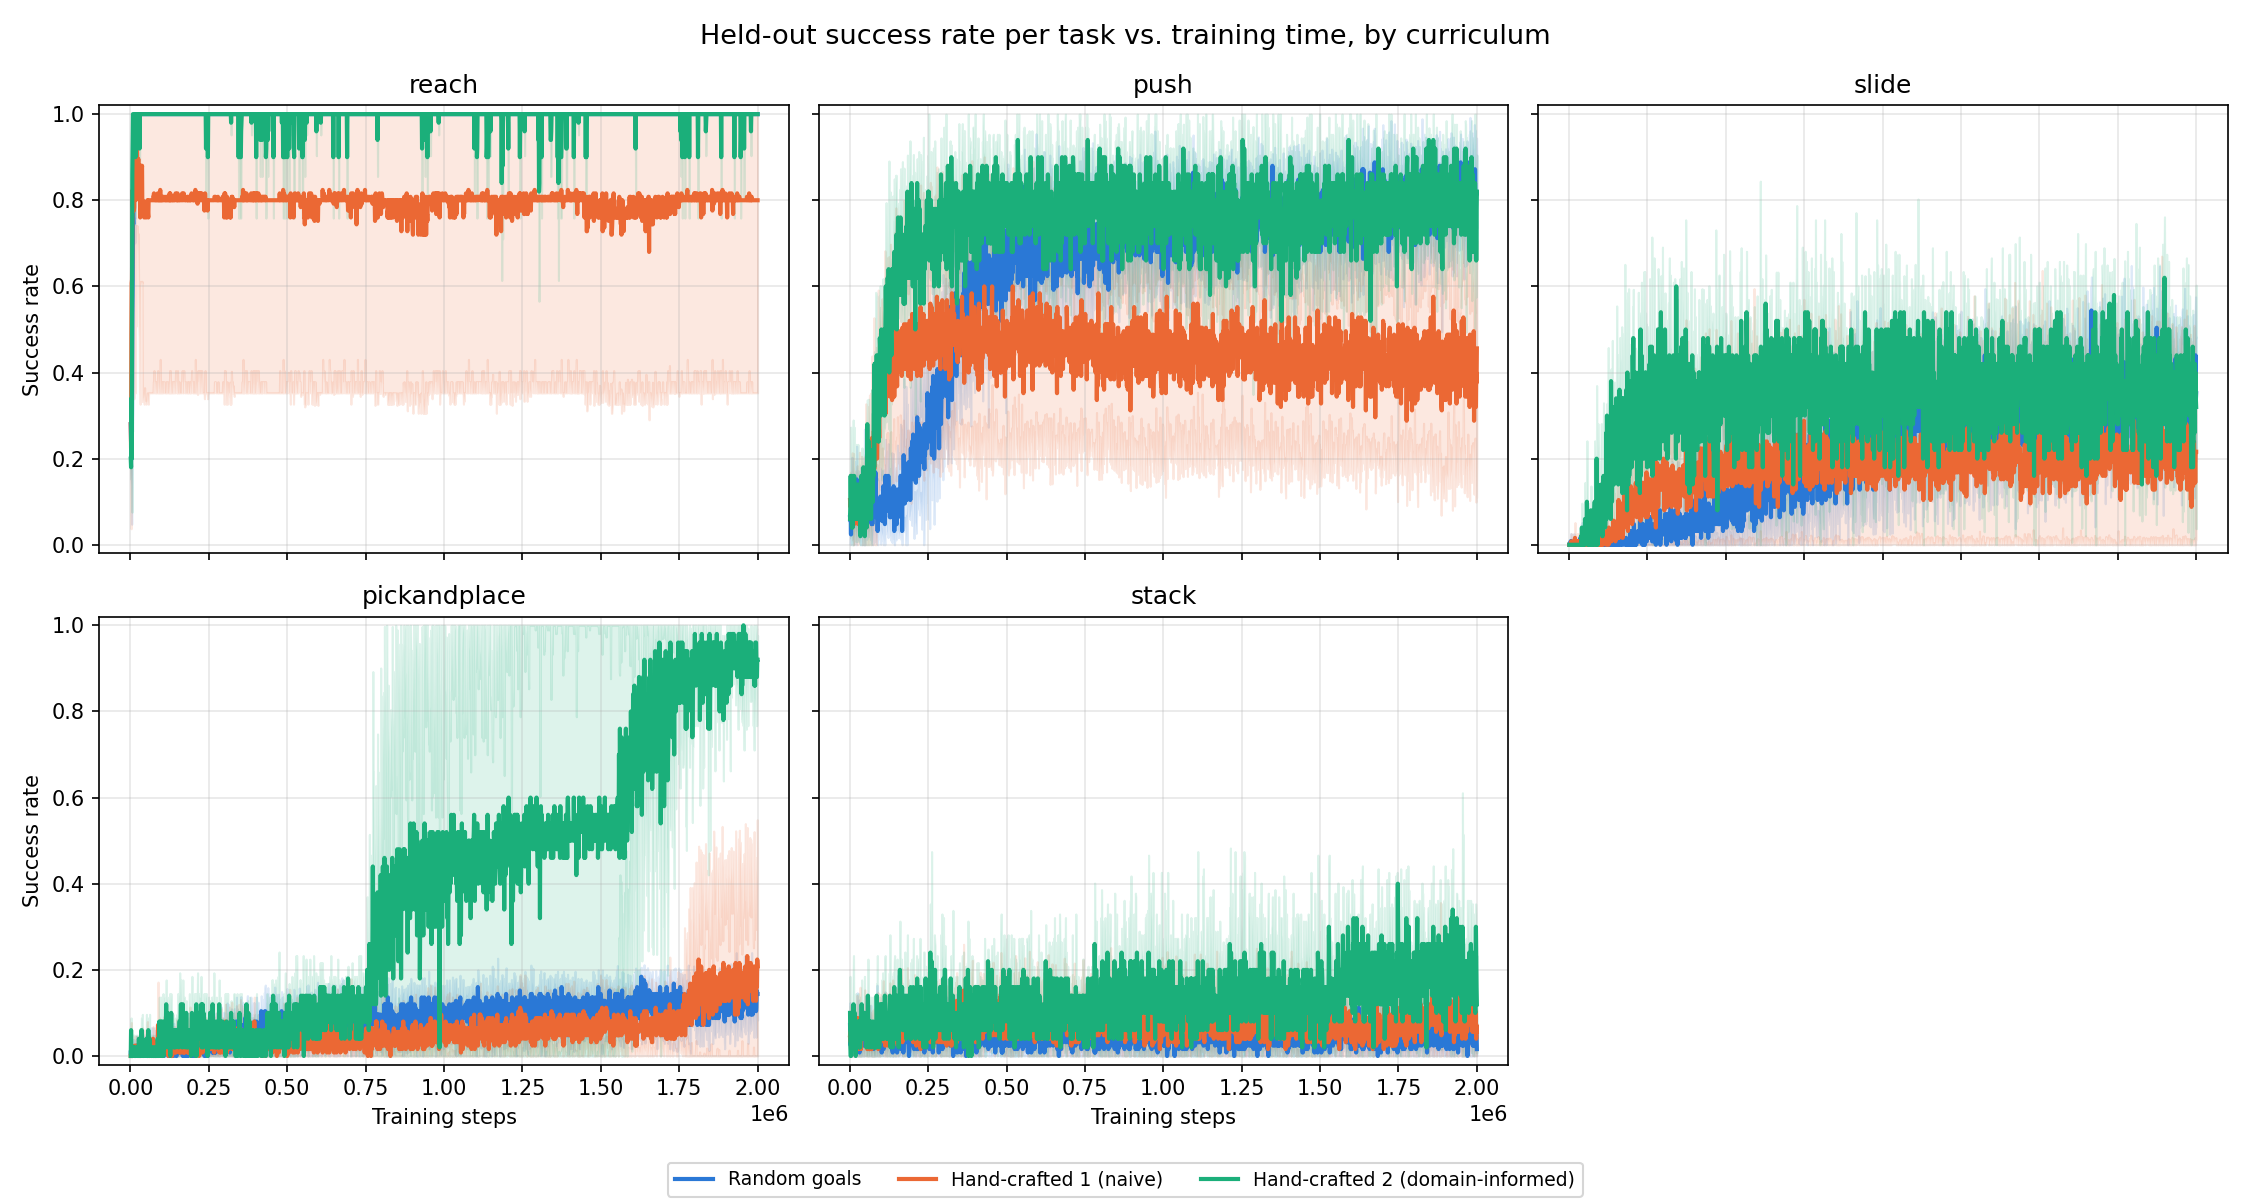 Held-out success rate per task vs. training time, by curriculum
reach
push
slide
Success rate
1.0
0.8
0.6
0.4
0.2
0.0
pickandplace
stack
Success rate
1.0
0.8
0.6
0.4
0.2
0.0
0.00 0.25 0.50 0.75 1.00 1.25 1.50 1.75 2.00
1e6
Training steps
0.00 0.25 0.50 0.75 1.00 1.25 1.50 1.75 2.00
1e6
Training steps
Random goals
Hand-crafted 1 (naive)
Hand-crafted 2 (domain-informed)